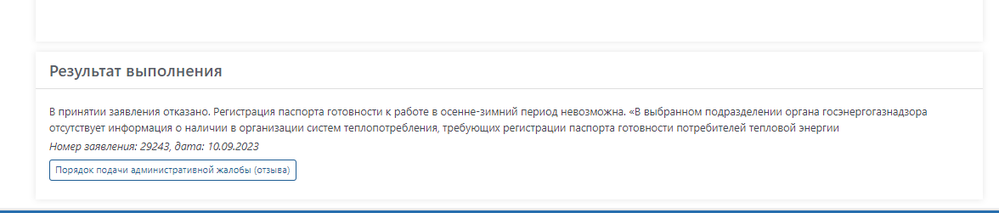 Результат выполнения
В принятии заявления отказано. Регистрация паспорта готовности к работе в осенне-зимний период невозможна. «В выбранном подразделении органа госэнергогазнадзора
отсутствует информация о наличии в организации систем теплопотребления, требующих регистрации паспорта готовности потребителей тепловой энергии
Номер заявления: 29243, дата: 10.09.2023
Порядок подачи административной жалобы (отзыва)